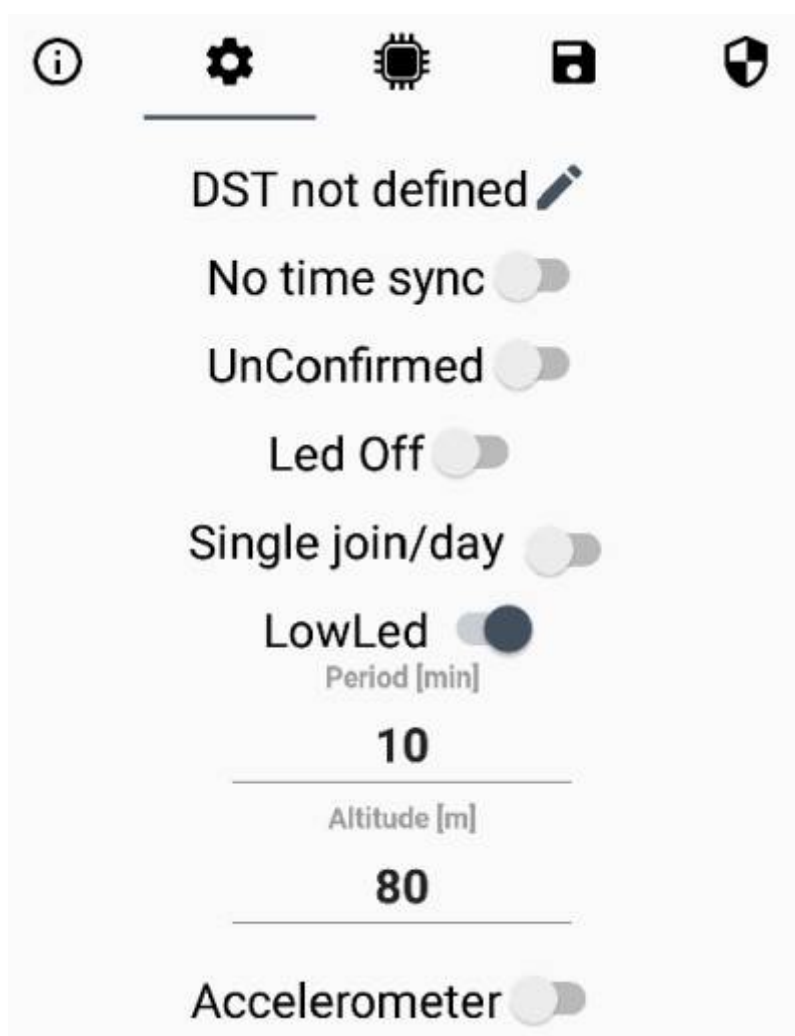 DST not defined
No time sync
UnConfirmed
Led Off
Single join/day
LowLed
Period [min]
10
Altitude [m]
80
Accelerometer